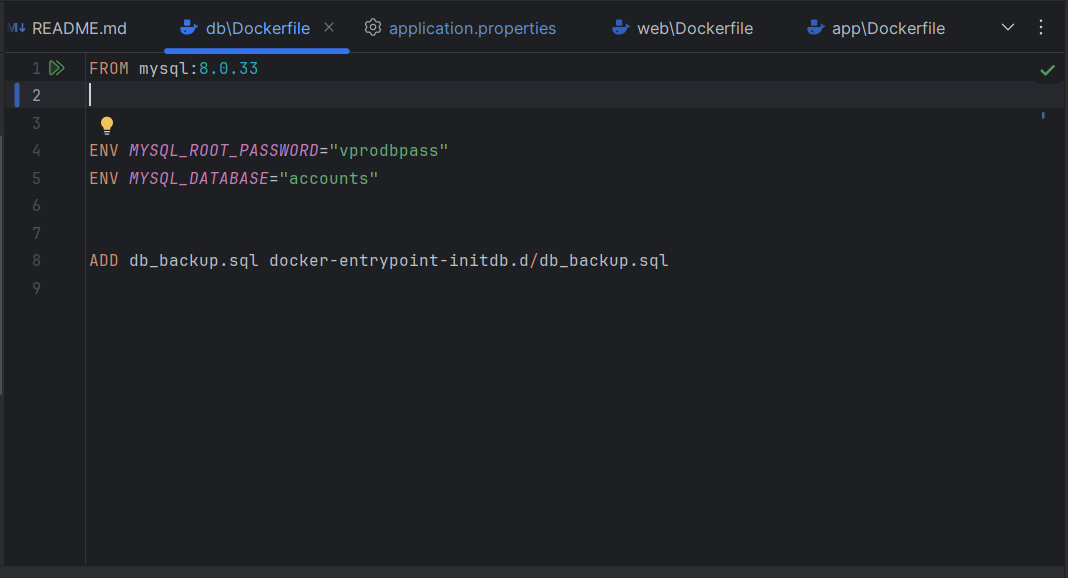 M↓ README.md db\Dockerfile × application.properties web\Dockerfile app\Dockerfile
1 FROM mysql:8.0.33
2
3
4 ENV MYSQL_ROOT_PASSWORD="vprodbpass"
5 ENV MYSQL_DATABASE="accounts"
6
7
8 ADD db_backup.sql docker-entrypoint-initdb.d/db_backup.sql
9